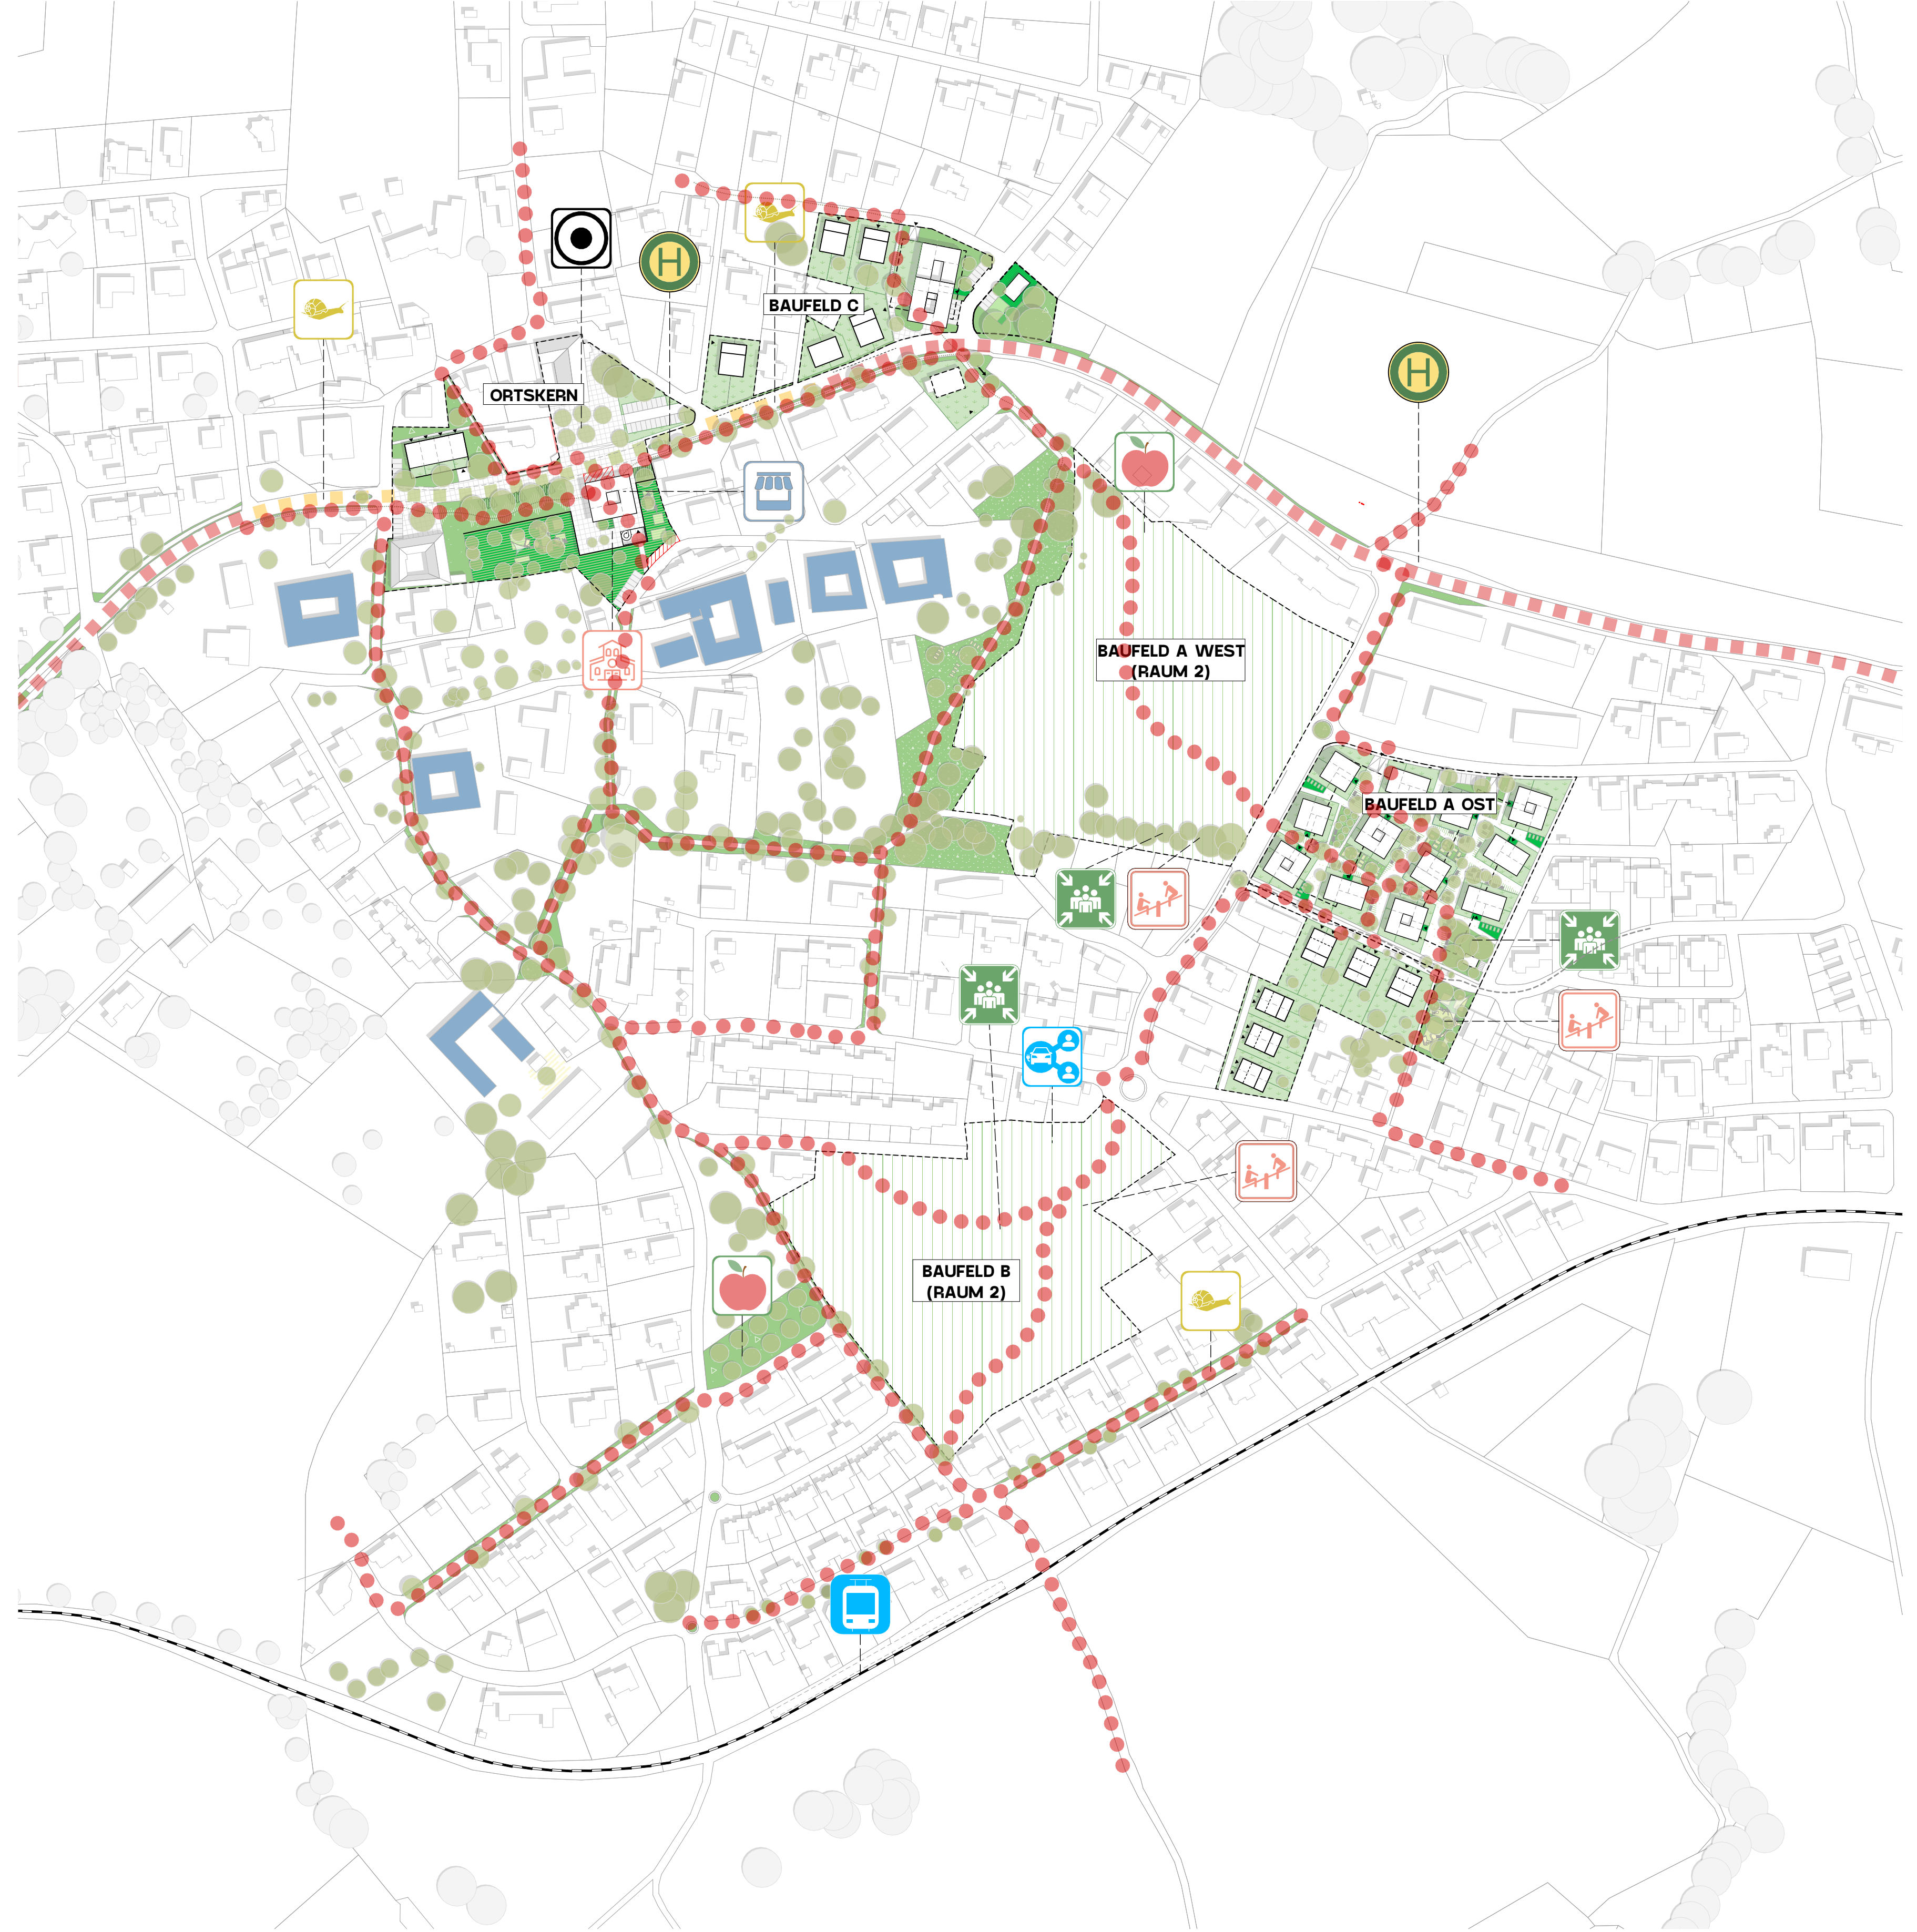 H
BAUFELD C
H
ORTSKERN
BAUFELD A WEST
(RAUM 2)
BAUFELD A OST
BAUFELD B
(RAUM 2)